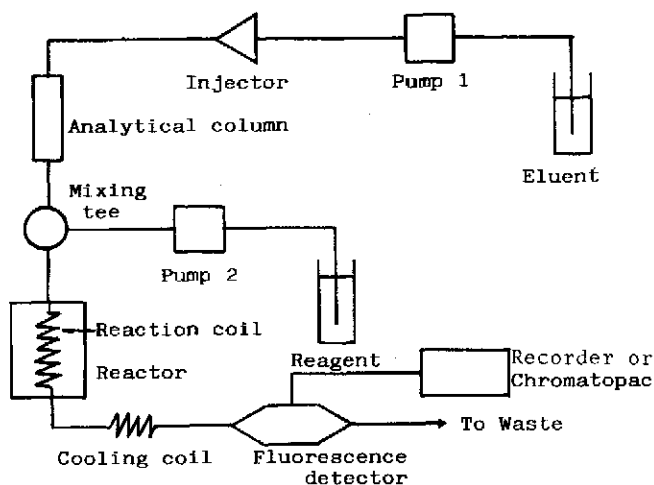 Injector
Pump 1
Analytical column
Eluent
Mixing
tee
Pump 2
Reaction coil
Reactor
Reagent
Recorder or
Chromatopac
To Waste
Cooling coil
Fluorescence
detector